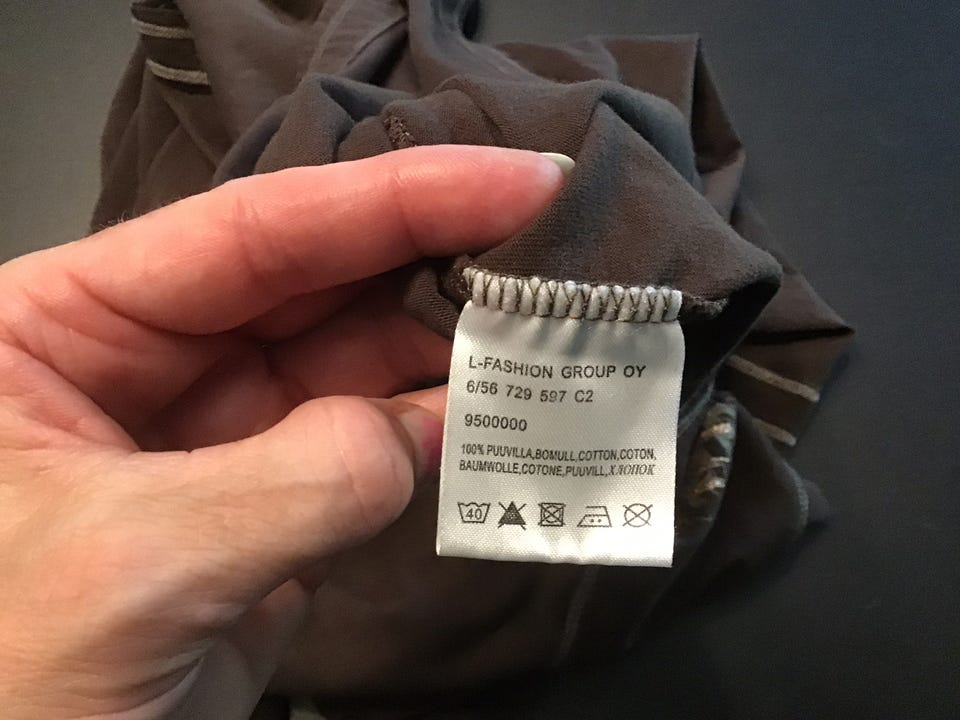 L-FASHION GROUP OY
6/56 729 597 C2
9500000
100% PUUVILLA,BOMULL,COTTON,COTON,
BAUMWOLLE,COTONE,PUUVILL,ХЛОПОК
40